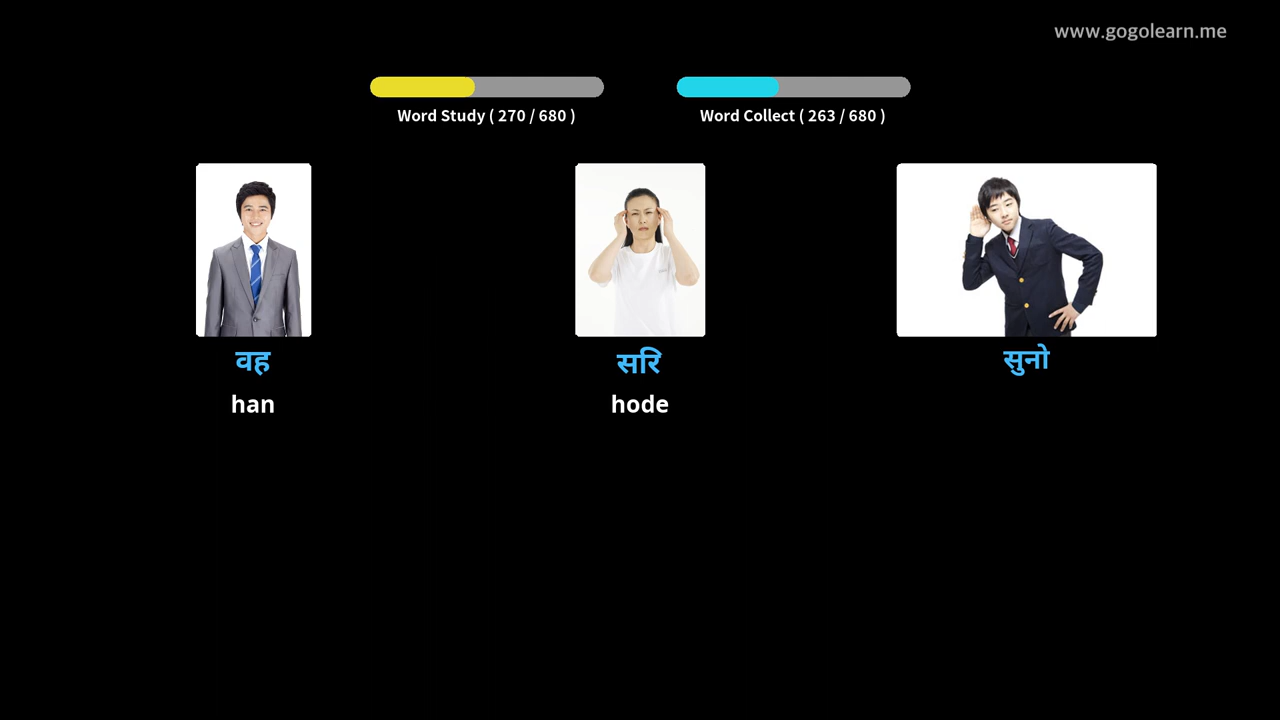 www.gogolearn.me
Word Study ( 270 / 680 )
Word Collect ( 263 / 680 )
वह
सरि
सुनो
han
hode